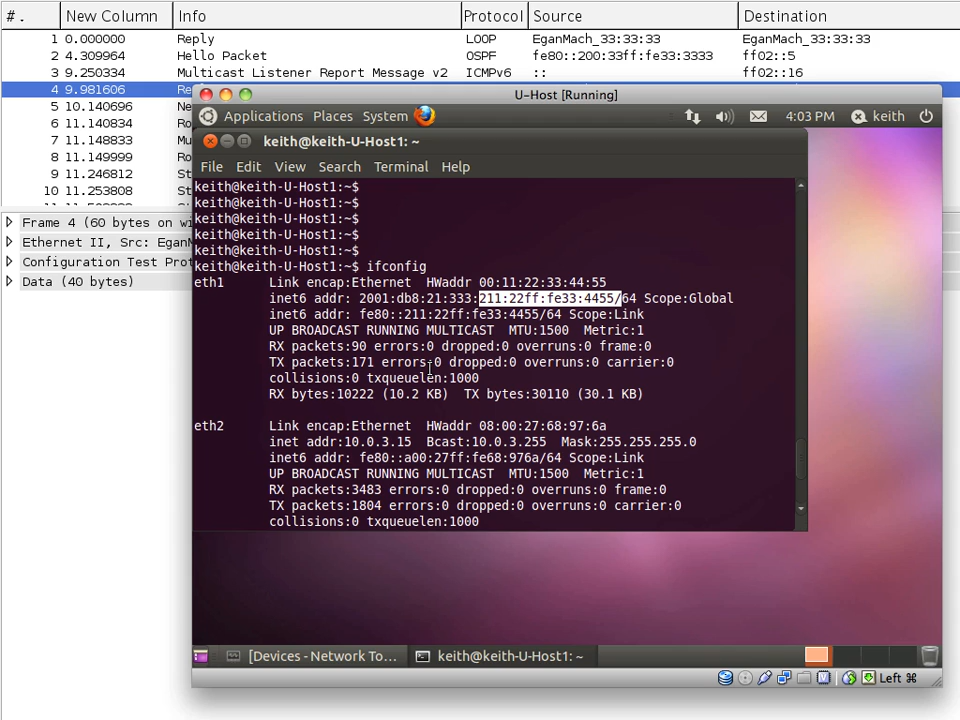 #. New Column Info Protocol Source Destination
1 0.000000 Reply LOOP EganMach_33:33:33 EganMach_33:33:33
2 4.309964 Hello Packet OSPF fe80::200:33ff:fe33:3333 ff02::5
3 9.250334 Multicast Listener Report Message v2 ICMPv6 :: ff02::16
4 9.981606 Re
5 10.140696 Ne
6 11.140834 Ro
7 11.148833 Mu
8 11.149999 Ro
9 11.246812 St
10 11.253808 St
Frame 4 (60 bytes on wi
Ethernet II, Src: EganM
Configuration Test Prot
Data (40 bytes)
U-Host [Running]
Applications Places System 4:03 PM keith
keith@keith-U-Host1: ~
File Edit View Search Terminal Help
keith@keith-U-Host1:~$
keith@keith-U-Host1:~$
keith@keith-U-Host1:~$
keith@keith-U-Host1:~$
keith@keith-U-Host1:~$
keith@keith-U-Host1:~$ ifconfig
eth1 Link encap:Ethernet HWaddr 00:11:22:33:44:55
inet6 addr: 2001:db8:21:333:211:22ff:fe33:4455/64 Scope:Global
inet6 addr: fe80::211:22ff:fe33:4455/64 Scope:Link
UP BROADCAST RUNNING MULTICAST MTU:1500 Metric:1
RX packets:90 errors:0 dropped:0 overruns:0 frame:0
TX packets:171 errors:0 dropped:0 overruns:0 carrier:0
collisions:0 txqueuelen:1000
RX bytes:10222 (10.2 KB) TX bytes:30110 (30.1 KB)
eth2 Link encap:Ethernet HWaddr 08:00:27:68:97:6a
inet addr:10.0.3.15 Bcast:10.0.3.255 Mask:255.255.255.0
inet6 addr: fe80::a00:27ff:fe68:976a/64 Scope:Link
UP BROADCAST RUNNING MULTICAST MTU:1500 Metric:1
RX packets:3483 errors:0 dropped:0 overruns:0 frame:0
TX packets:1804 errors:0 dropped:0 overruns:0 carrier:0
collisions:0 txqueuelen:1000
[Devices - Network To... keith@keith-U-Host1: ~
Left ⌘